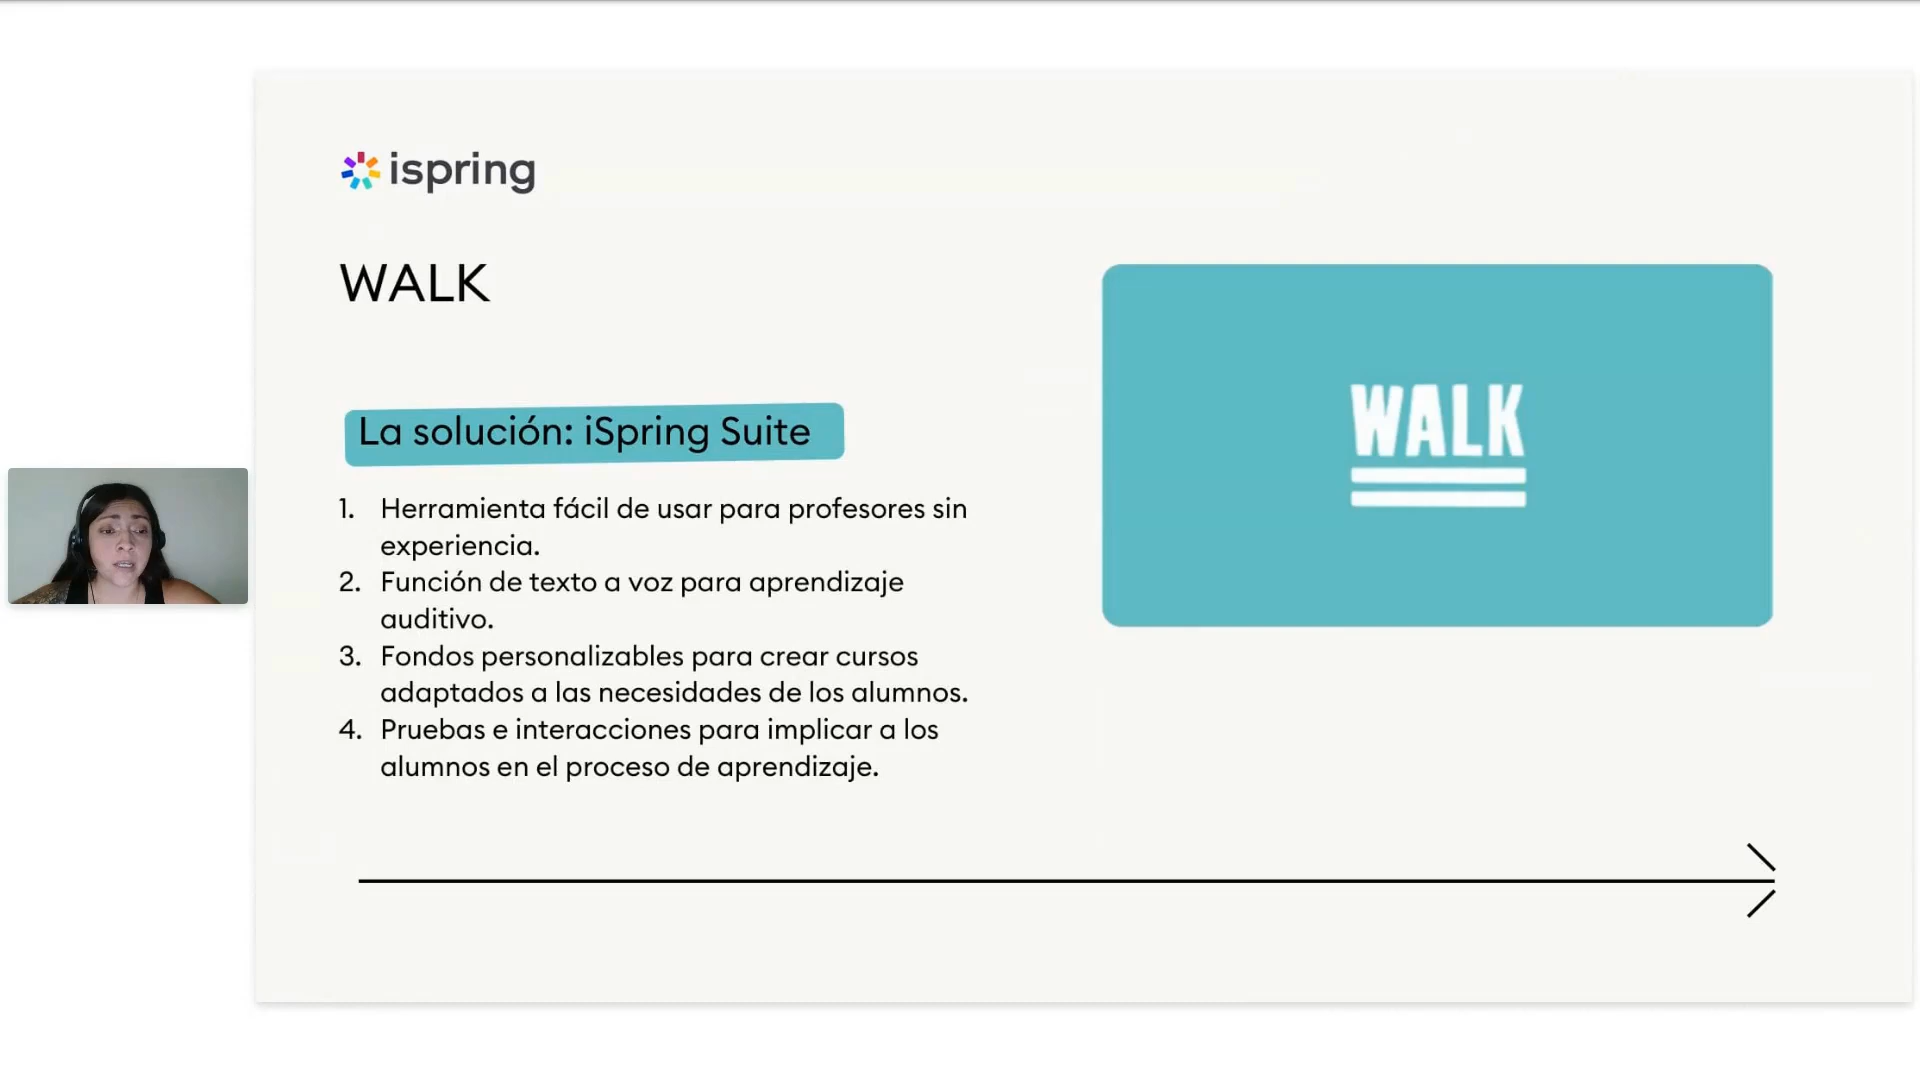 ispring
WALK
La solución: iSpring Suite
1. Herramienta fácil de usar para profesores sin
experiencia.
2. Función de texto a voz para aprendizaje
auditivo.
3. Fondos personalizables para crear cursos
adaptados a las necesidades de los alumnos.
4. Pruebas e interacciones para implicar a los
alumnos en el proceso de aprendizaje.
WALK